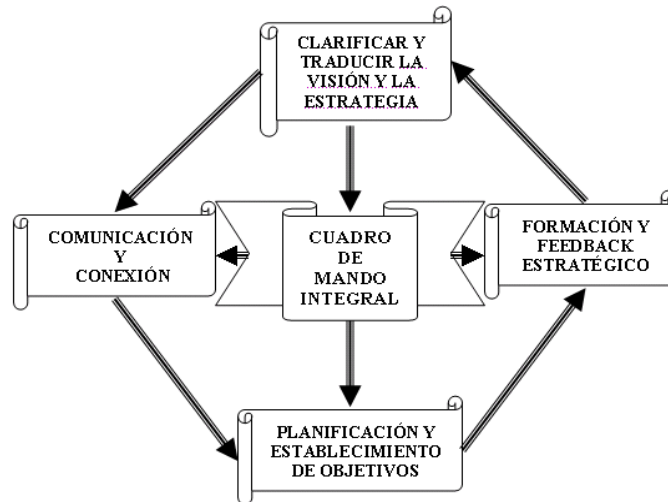 CLARIFICAR Y
TRADUCIR LA
VISIÓN Y LA
ESTRATEGIA
COMUNICACIÓN
Y
CONEXIÓN
CUADRO
DE
MANDO
INTEGRAL
FORMACIÓN Y
FEEDBACK
ESTRATÉGICO
PLANIFICACIÓN Y
ESTABLECIMIENTO
DE OBJETIVOS